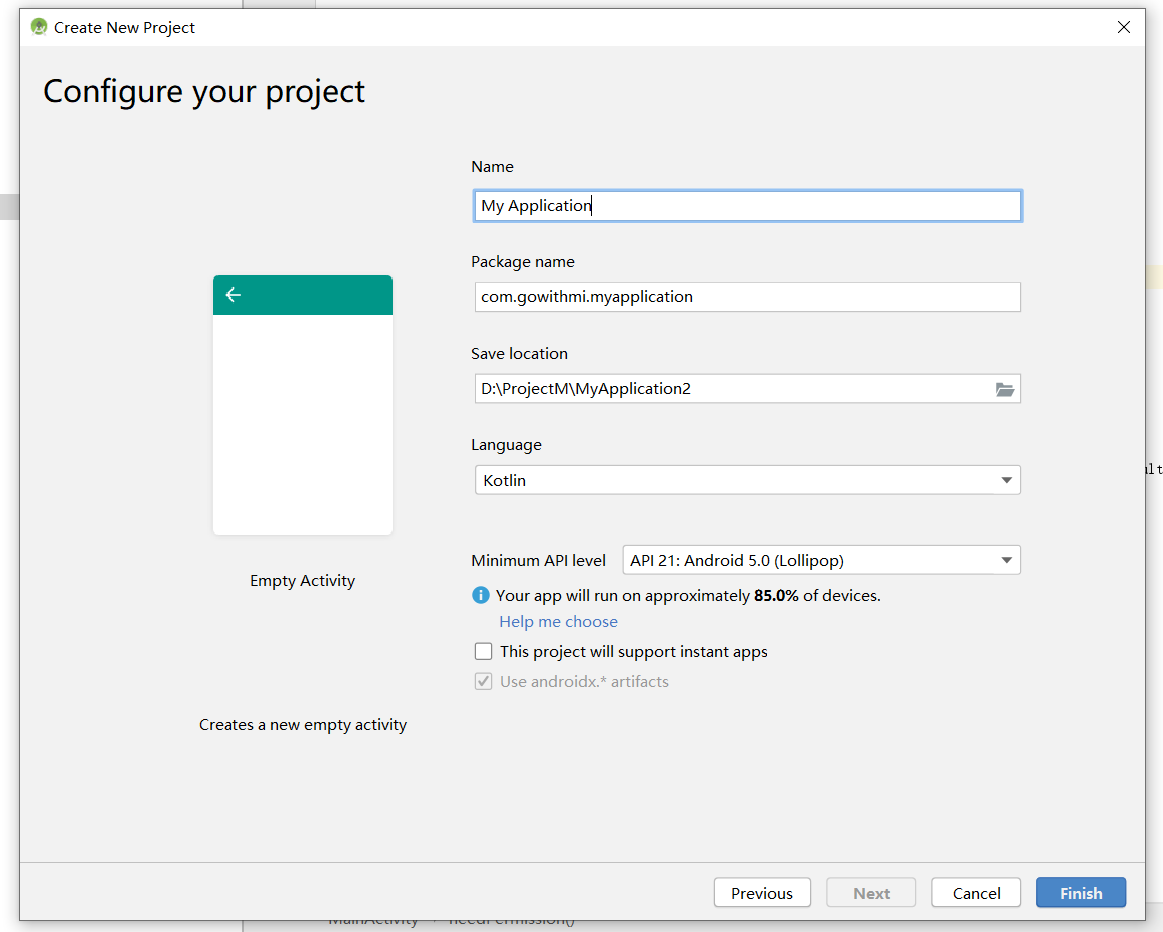 Create New Project
Configure your project
Name
My Application
Package name
com.gowithmi.myapplication
Save location
D:\ProjectM\MyApplication2
Language
Kotlin
Minimum API level API 21: Android 5.0 (Lollipop)
Your app will run on approximately 85.0% of devices.
Help me choose
This project will support instant apps
Use androidx.* artifacts
Empty Activity
Creates a new empty activity
Previous Next Cancel Finish